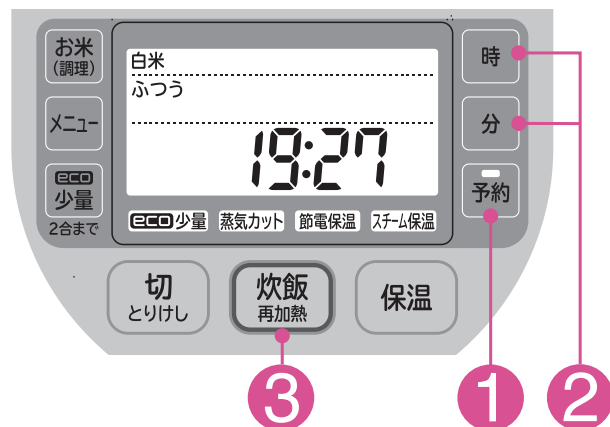 お米
(調理)
メニュー
eco
少量
2合まで
白米
ふつう
19:27
eco少量 蒸気カット 節電保温 スチーム保温
時
分
予約
切
とりけし
炊飯
再加熱
保温
3
1
2